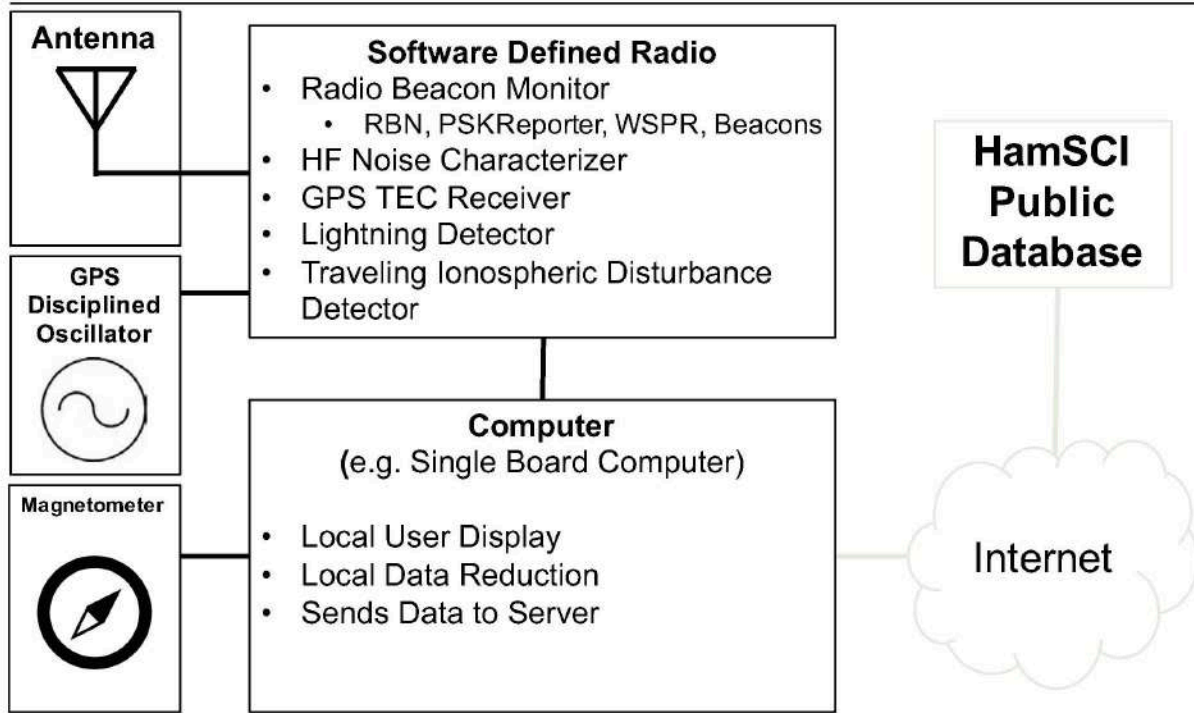 Antenna
Software Defined Radio
• Radio Beacon Monitor
• RBN, PSKReporter, WSPR, Beacons
• HF Noise Characterizer
• GPS TEC Receiver
• Lightning Detector
• Traveling Ionospheric Disturbance
Detector
GPS
Disciplined
Oscillator
Magnetometer
Computer
(e.g. Single Board Computer)
• Local User Display
• Local Data Reduction
• Sends Data to Server
HamSCI
Public
Database
Internet